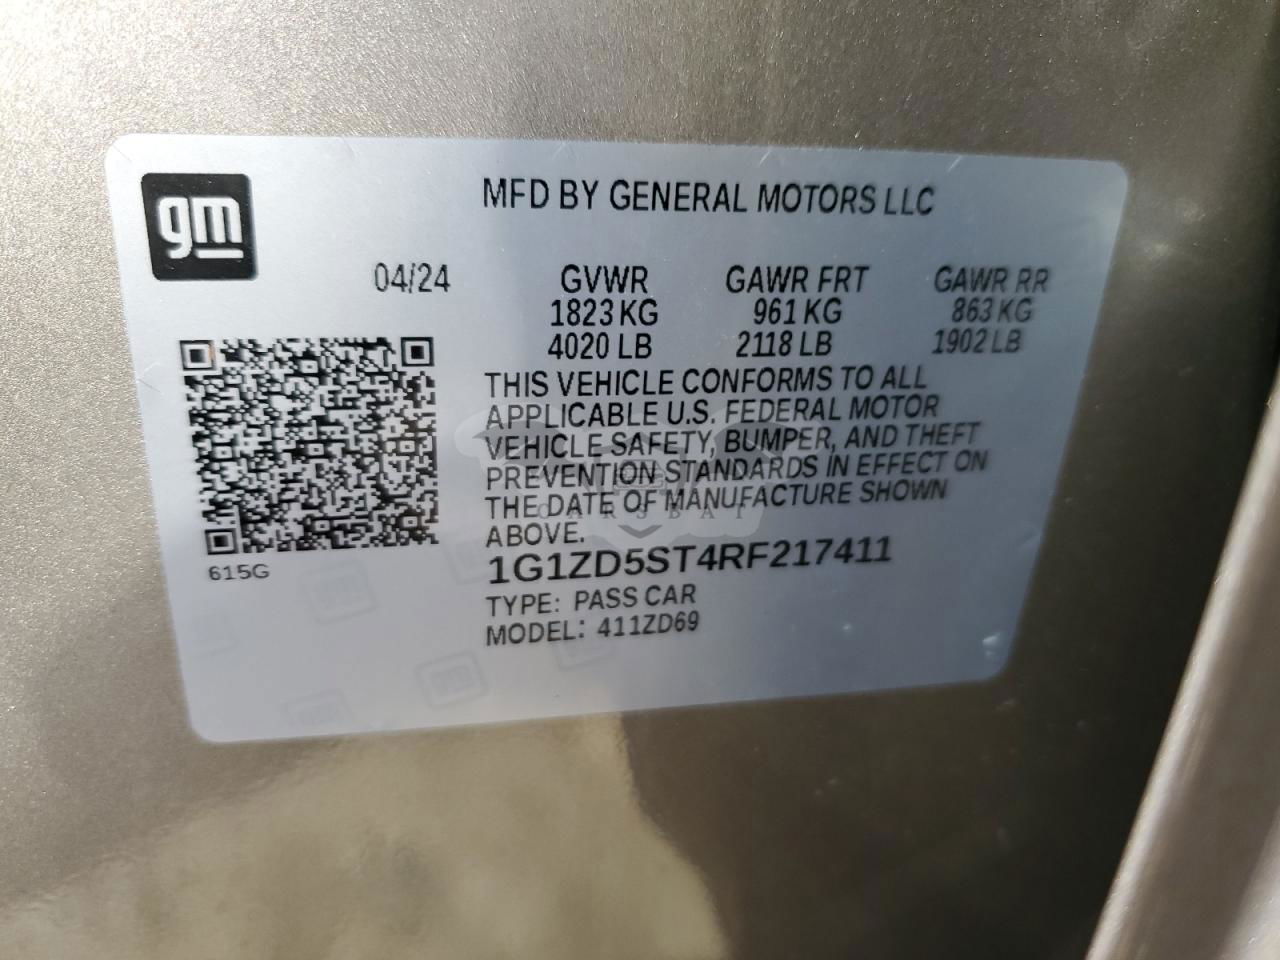 gm
MFD BY GENERAL MOTORS LLC
04/24 GVWR GAWR FRT GAWR RR
1823 KG 961 KG 863 KG
4020 LB 2118 LB 1902 LB
THIS VEHICLE CONFORMS TO ALL
APPLICABLE U.S. FEDERAL MOTOR
VEHICLE SAFETY, BUMPER, AND THEFT
PREVENTION STANDARDS IN EFFECT ON
THE DATE OF MANUFACTURE SHOWN
ABOVE.
CARSBAT
1G1ZD5ST4RF217411
615G
TYPE: PASS CAR
MODEL: 411ZD69